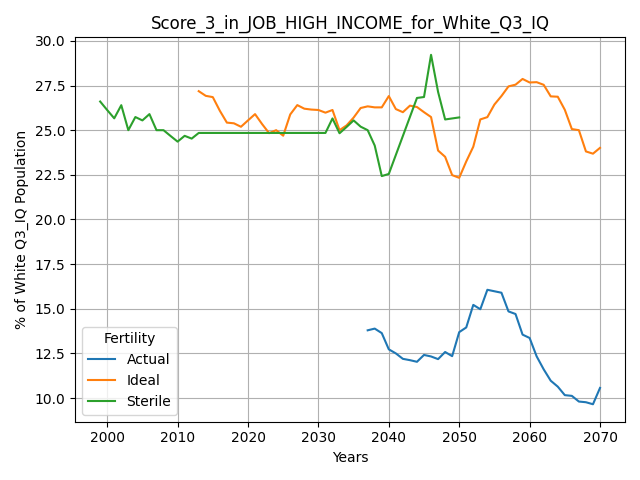 Score_3_in_JOB_HIGH_INCOME_for_White_Q3_IQ
% of White Q3_IQ Population
30.0
27.5
25.0
22.5
20.0
17.5
15.0
12.5
10.0
Fertility
Actual
Ideal
Sterile
2000 2010 2020 2030 2040 2050 2060 2070
Years